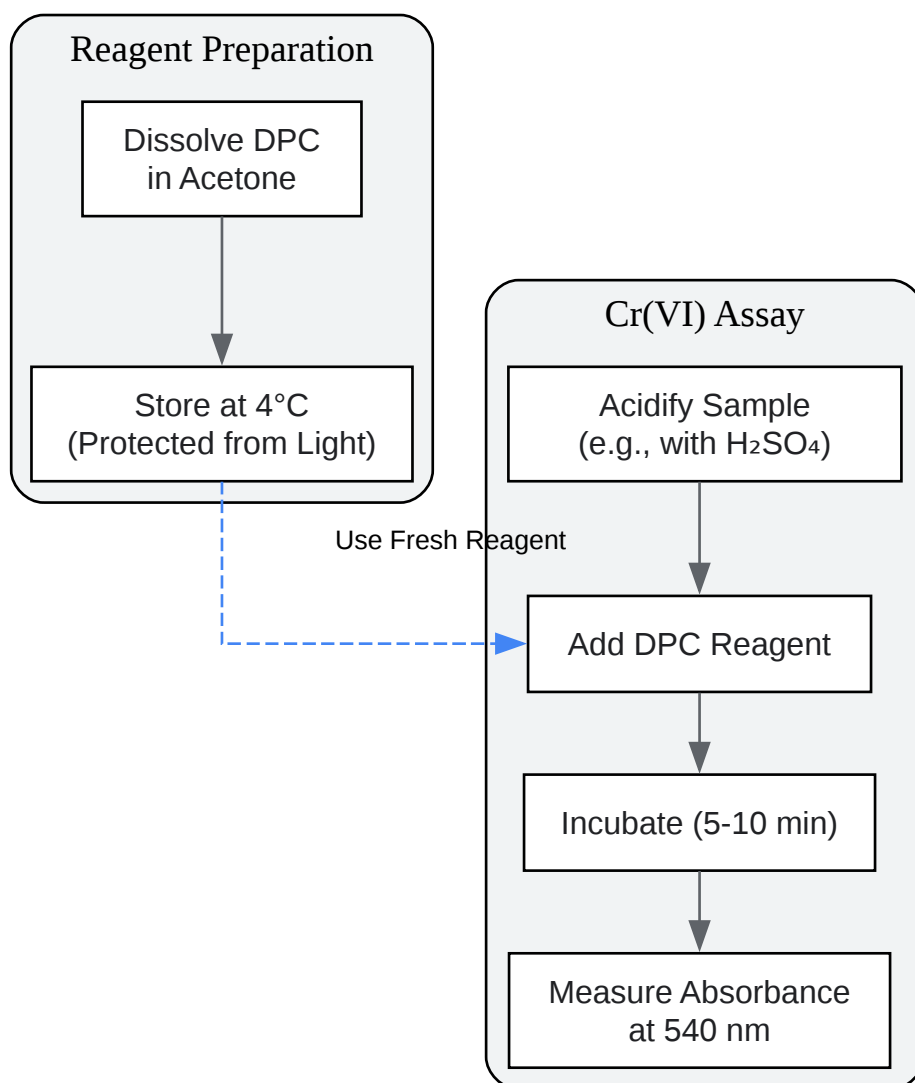 Reagent Preparation
Dissolve DPC
in Acetone
Store at 4°C
(Protected from Light)
Use Fresh Reagent
Cr(VI) Assay
Acidify Sample
(e.g., with H₂SO₄)
Add DPC Reagent
Incubate (5-10 min)
Measure Absorbance
at 540 nm